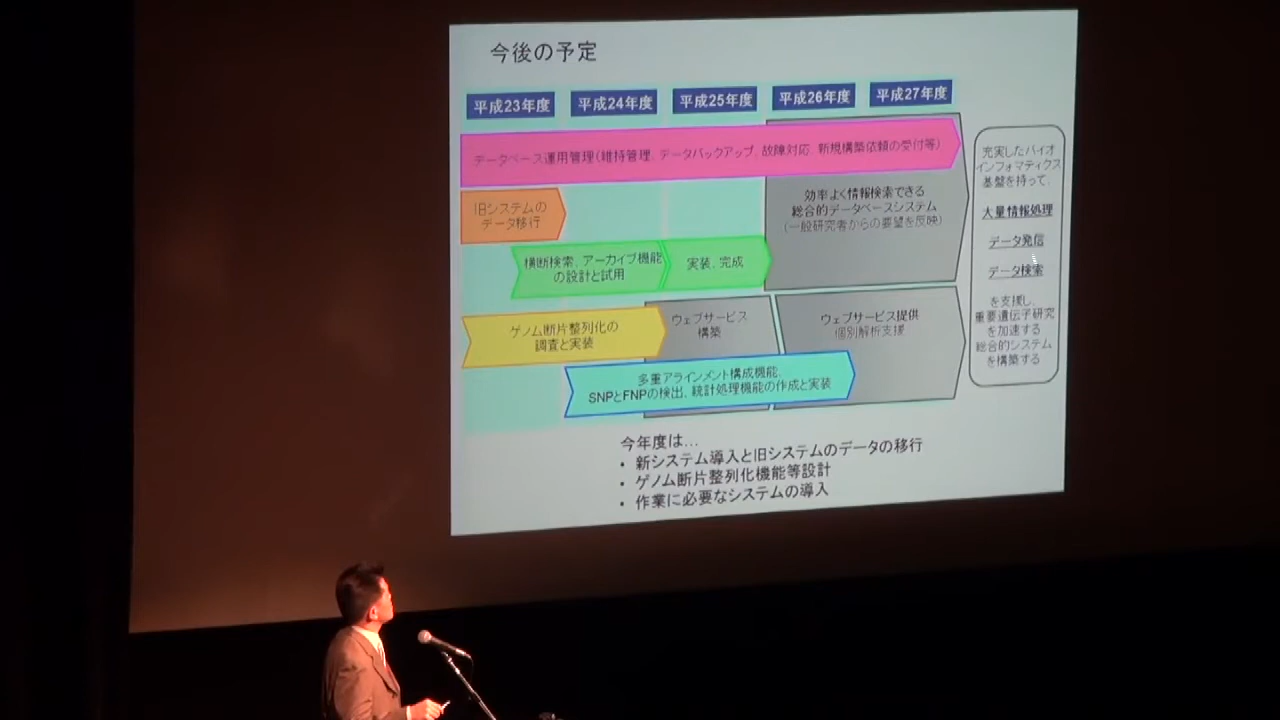 今後の予定
平成23年度 平成24年度 平成25年度 平成26年度 平成27年度
データベース運用管理(維持管理、データバックアップ、故障対応、新規構築依頼の受付等)
旧システムの
データ移行
効率よく情報検索できる
総合的データベースシステム
(一般研究者からの要望を反映)
横断検索、アーカイブ機能
の設計と試用
実装、完成
ゲノム断片整列化の
調査と実装
ウェブサービス
構築
ウェブサービス提供
個別解析支援
多重アラインメント構成機能、
SNPとFNPの検出、統計処理機能の作成と実装
充実したバイオ
インフォマティクス
基盤を持って、
大量情報処理
データ発信
データ検索
を支援し、
重要遺伝子研究
を加速する
総合的システム
を構築する
今年度は…
• 新システム導入と旧システムのデータの移行
• ゲノム断片整列化機能等設計
• 作業に必要なシステムの導入